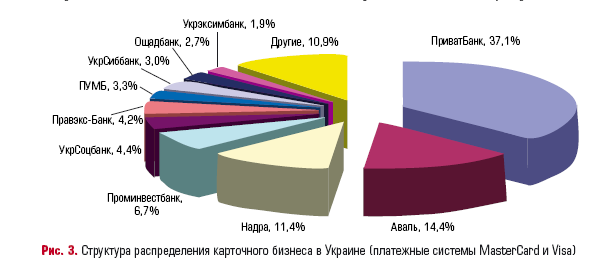 Укрэксимбанк, 1,9%
Ощадбанк, 2,7%
Другие, 10,9%
ПриватБанк, 37,1%
УкрСиббанк, 3,0%
ПУМБ, 3,3%
Правэкс-Банк, 4,2%
УкрСоцбанк, 4,4%
Проминвестбанк,
6,7%
Надра, 11,4%
Аваль, 14,4%
Рис. 3. Структура распределения карточного бизнеса в Украине (платежные системы MasterCard и Visa)